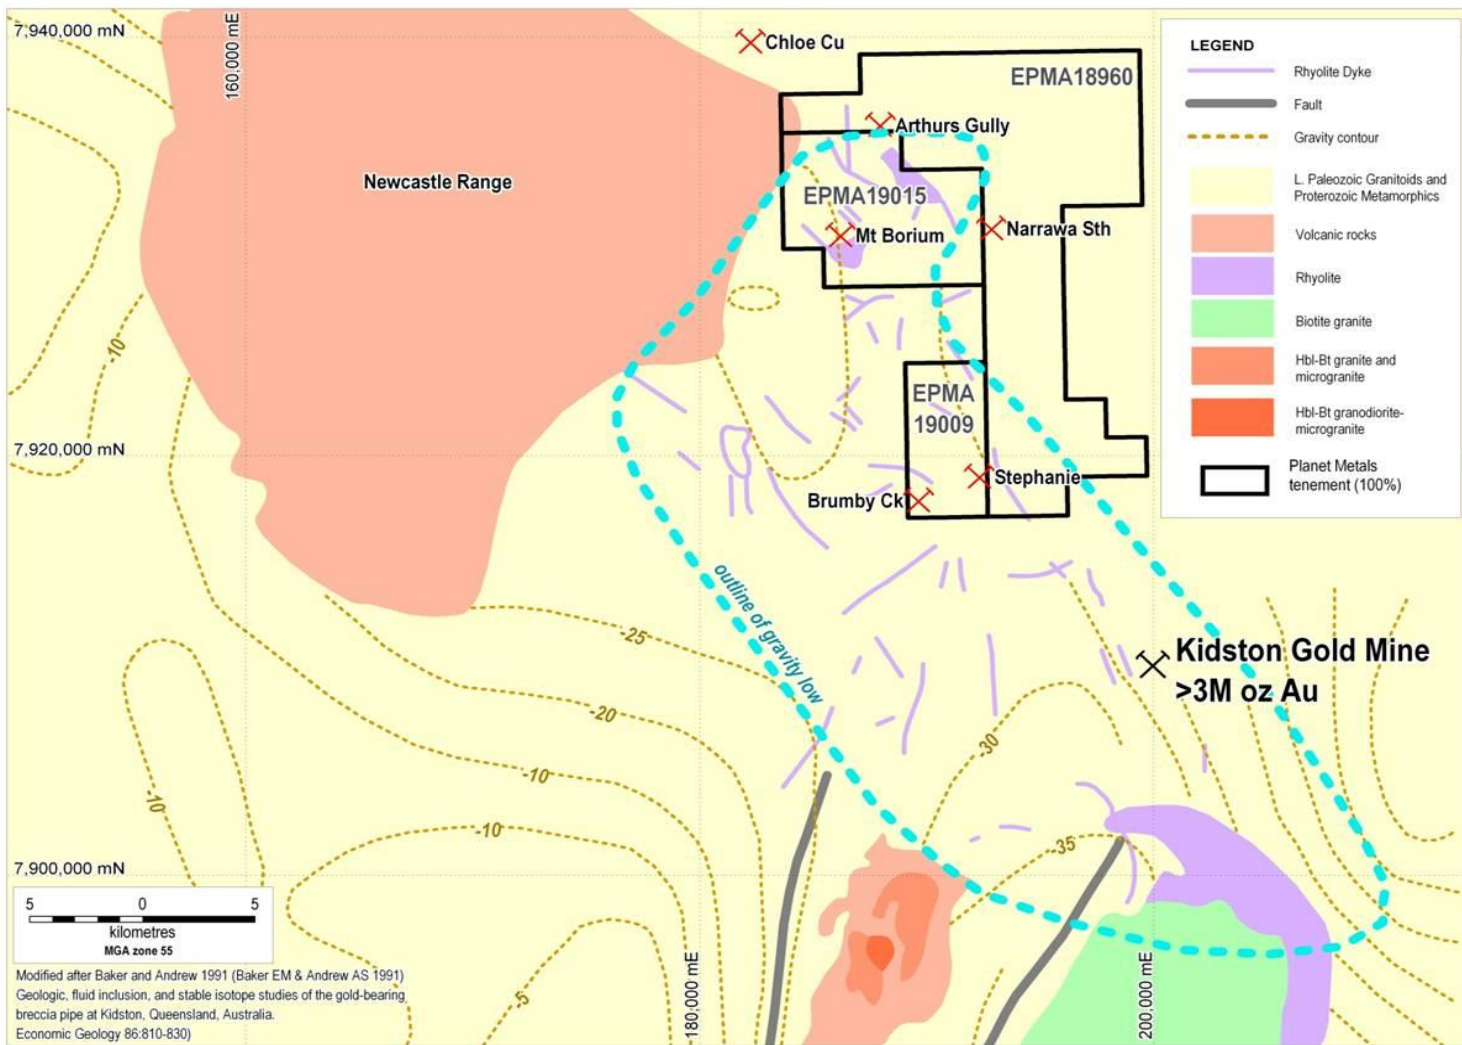 7,940,000 mN
160,000 mE
Chloe Cu
EPMA18960
Arthurs Gully
Newcastle Range
EPMA19015
Mt Borium
Narrawa Sth
-10
EPMA
19009
7,920,000 mN
Stephanie
Brumby Ck
outline of gravity low
-25
-20
-10
-10
-10
-30
-35
-5
Kidston Gold Mine
>3M oz Au
7,900,000 mN
180,000 mE
200,000 mE
LEGEND
Rhyolite Dyke
Fault
Gravity contour
L. Paleozoic Granitoids and
Proterozoic Metamorphics
Volcanic rocks
Rhyolite
Biotite granite
Hbl-Bt granite and
microgranite
Hbl-Bt granodiorite-
microgranite
Planet Metals
tenement (100%)
5 0 5
kilometres
MGA zone 55
Modified after Baker and Andrew 1991 (Baker EM & Andrew AS 1991)
Geologic, fluid inclusion, and stable isotope studies of the gold-bearing
breccia pipe at Kidston, Queensland, Australia.
Economic Geology 86:810-830)